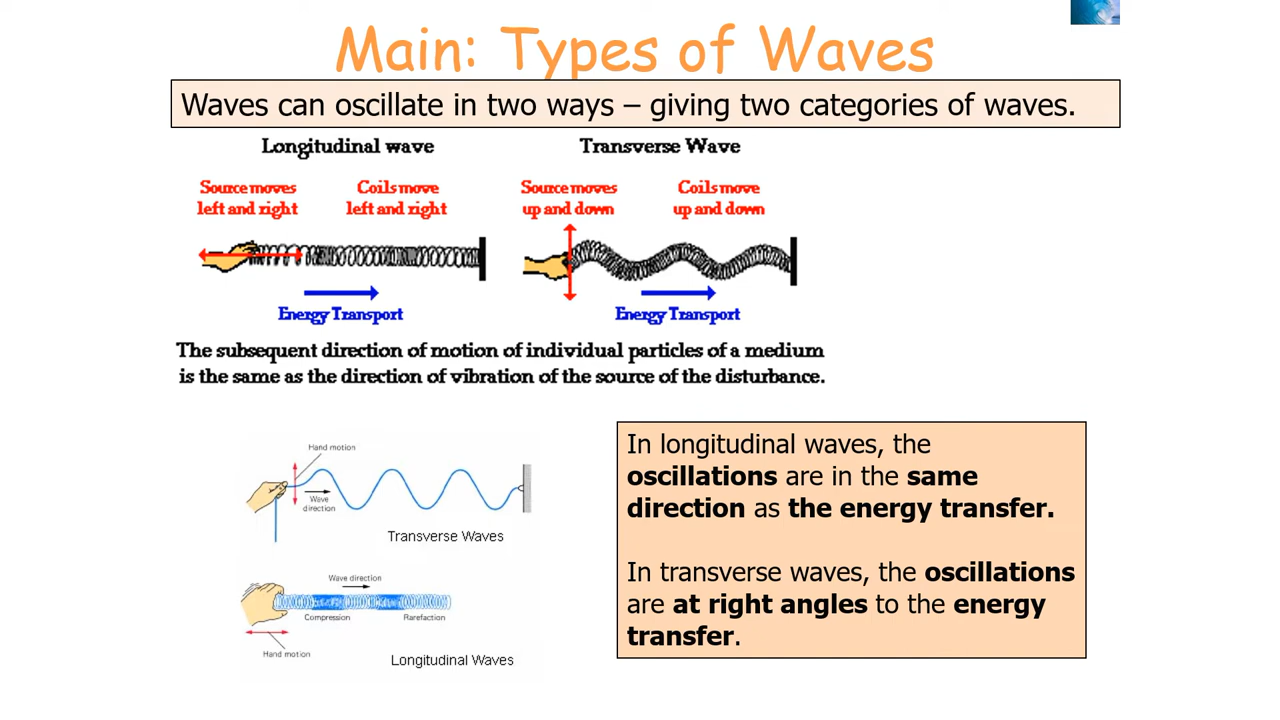 Main: Types of Waves
Waves can oscillate in two ways – giving two categories of waves.
Longitudinal wave
Transverse Wave
Source moves
left and right
Coils move
left and right
Source moves
up and down
Coils move
up and down
Energy Transport
Energy Transport
The subsequent direction of motion of individual particles of a medium
is the same as the direction of vibration of the source of the disturbance.
Hand motion
Wave
direction
Transverse Waves
Wave direction
Compression
Rarefaction
Hand motion
Longitudinal Waves
In longitudinal waves, the
oscillations are in the same
direction as the energy transfer.
In transverse waves, the oscillations
are at right angles to the energy
transfer.